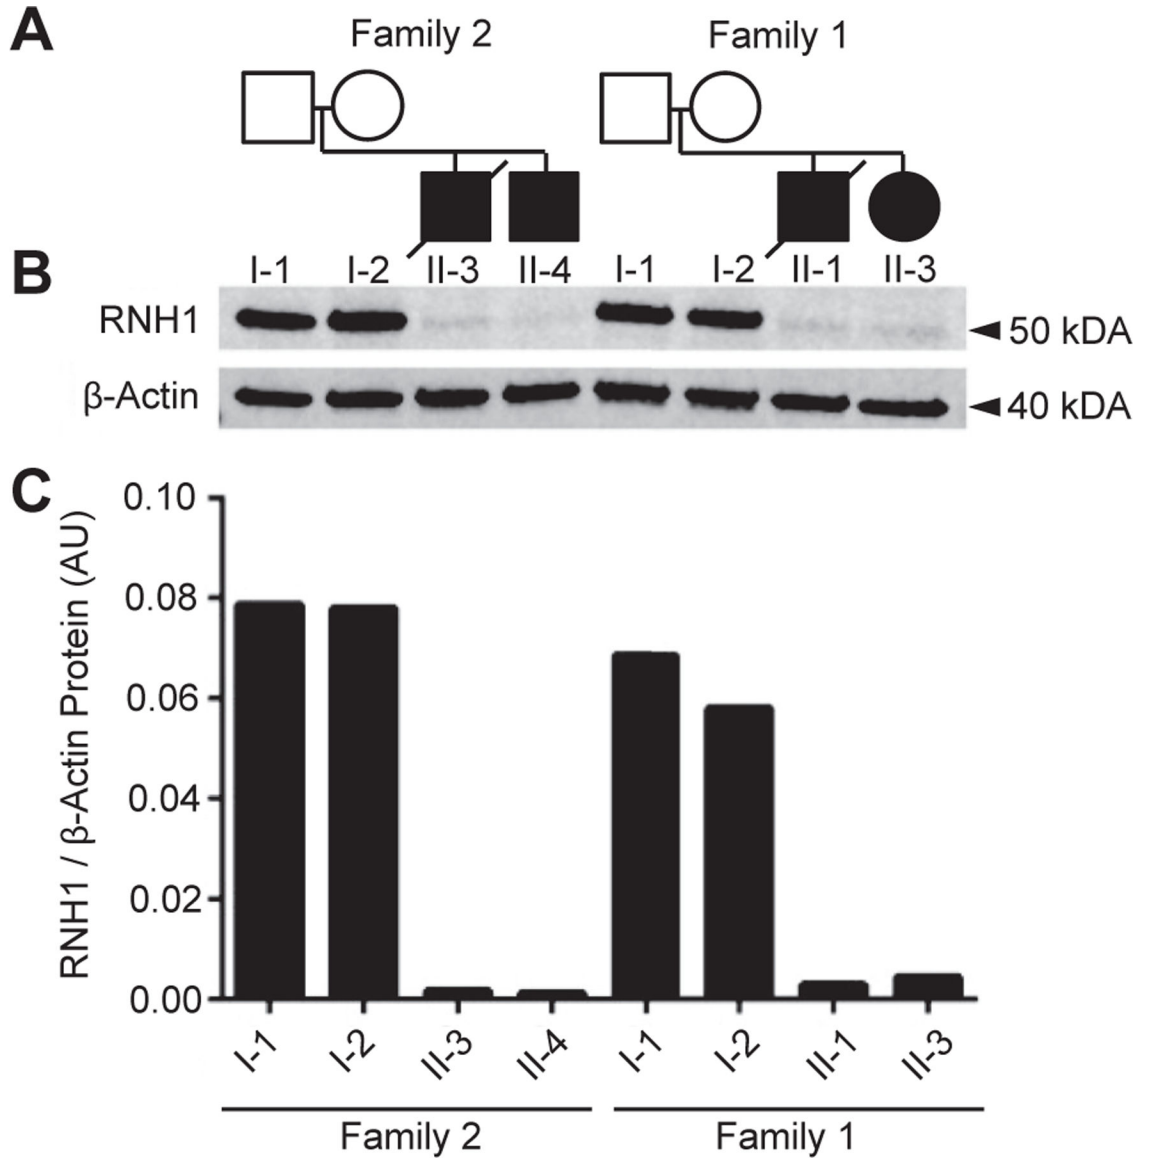 A
Family 2
Family 1
B
I-1 I-2 II-3 II-4 I-1 I-2 II-1 II-3
RNH1
50 kDA
β-Actin
40 kDA
C
RNH1 / β-Actin Protein (AU)
0.10
0.08
0.06
0.04
0.02
0.00
I-1 I-2 II-3 II-4 I-1 I-2 II-1 II-3
Family 2
Family 1